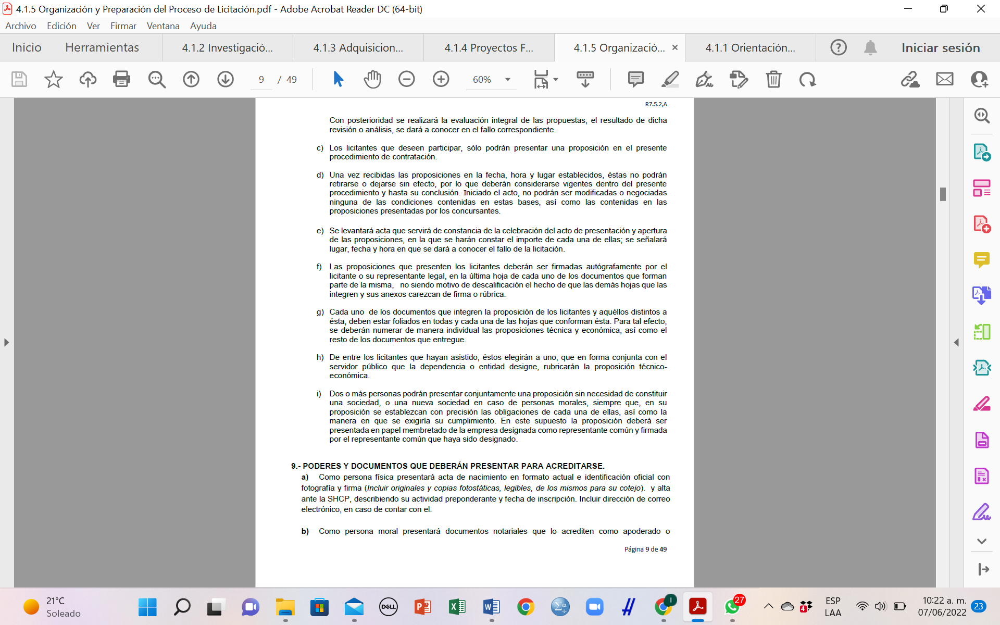 4.1.5 Organización y Preparación del Proceso de Licitación.pdf - Adobe Acrobat Reader DC (64-bit)
Archivo Edición Ver Firmar Ventana Ayuda
Inicio Herramientas 4.1.2 Investigació... 4.1.3 Adquisicion... 4.1.4 Proyectos F... 4.1.5 Organizació... × 4.1.1 Orientación... Iniciar sesión
9 / 49 60%
R7.5.2,A
Con posterioridad se realizará la evaluación integral de las propuestas, el resultado de dicha
revisión o análisis, se dará a conocer en el fallo correspondiente.
c) Los licitantes que deseen participar, sólo podrán presentar una proposición en el presente
procedimiento de contratación.
d) Una vez recibidas las proposiciones en la fecha, hora y lugar establecidos, éstas no podrán
retirarse o dejarse sin efecto, por lo que deberán considerarse vigentes dentro del presente
procedimiento y hasta su conclusión. Iniciado el acto, no podrán ser modificadas o negociadas
ninguna de las condiciones contenidas en estas bases, así como las contenidas en las
proposiciones presentadas por los concursantes.
e) Se levantará acta que servirá de constancia de la celebración del acto de presentación y apertura
de las proposiciones, en la que se harán constar el importe de cada una de ellas; se señalará
lugar, fecha y hora en que se dará a conocer el fallo de la licitación.
f) Las proposiciones que presenten los licitantes deberán ser firmadas autógrafamente por el
licitante o su representante legal, en la última hoja de cada uno de los documentos que forman
parte de la misma, no siendo motivo de descalificación el hecho de que las demás hojas que las
integren y sus anexos carezcan de firma o rúbrica.
g) Cada uno de los documentos que integren la proposición de los licitantes y aquéllos distintos a
ésta, deben estar foliados en todas y cada una de las hojas que conforman ésta. Para tal efecto,
se deberán numerar de manera individual las proposiciones técnica y económica, así como el
resto de los documentos que entregue.
h) De entre los licitantes que hayan asistido, éstos elegirán a uno, que en forma conjunta con el
servidor público que la dependencia o entidad designe, rubricarán la proposición técnico-
económica.
i) Dos o más personas podrán presentar conjuntamente una proposición sin necesidad de constituir
una sociedad, o una nueva sociedad en caso de personas morales, siempre que, en su
proposición se establezcan con precisión las obligaciones de cada una de ellas, así como la
manera en que se exigiría su cumplimiento. En este supuesto la proposición deberá ser
presentada en papel membretado de la empresa designada como representante común y firmada
por el representante común que haya sido designado.
9.- PODERES Y DOCUMENTOS QUE DEBERÁN PRESENTAR PARA ACREDITARSE.
a) Como persona física presentará acta de nacimiento en formato actual e identificación oficial con
fotografía y firma (Incluir originales y copias fotostáticas, legibles, de los mismos para su cotejo). y alta
ante la SHCP, describiendo su actividad preponderante y fecha de inscripción. Incluir dirección de correo
electrónico, en caso de contar con el.
b) Como persona moral presentará documentos notariales que lo acrediten como apoderado o
Página 9 de 49
21°C
Soleado
DELL
27
4
ESP
LAA
10:22 a. m.
07/06/2022
23